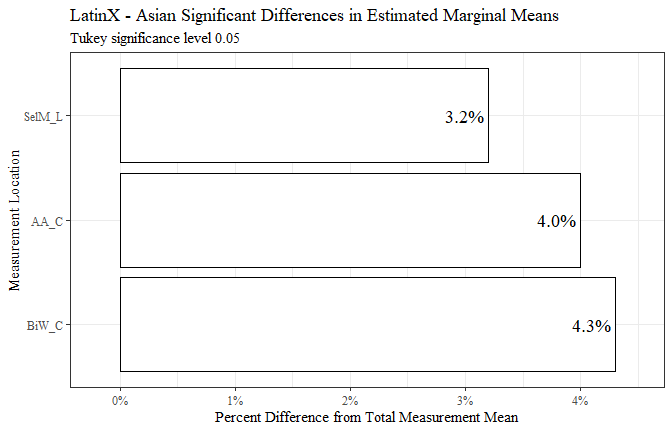 LatinX - Asian Significant Differences in Estimated Marginal Means
Tukey significance level 0.05
Measurement Location
SelM_L
3.2%
AA_C
4.0%
BiW_C
4.3%
0% 1% 2% 3% 4%
Percent Difference from Total Measurement Mean